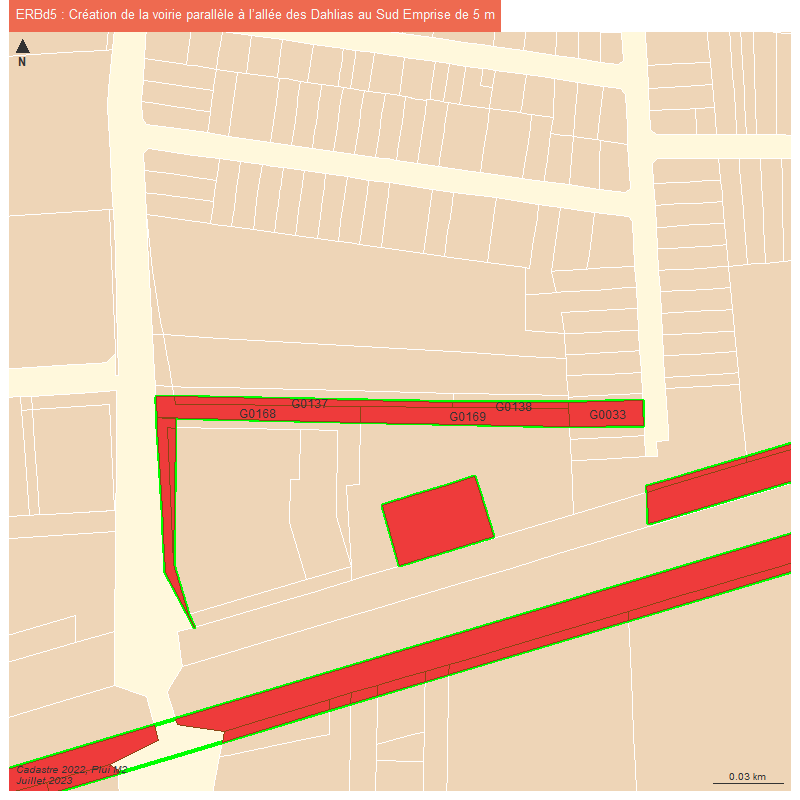 ERBd5 : Création de la voirie parallèle à l'allée des Dahlias au Sud Emprise de 5 m
N
G0137
G0138
G0168
G0169
G0033
Cadastre 2022, Plui M2
Juillet 2023
0.03 km